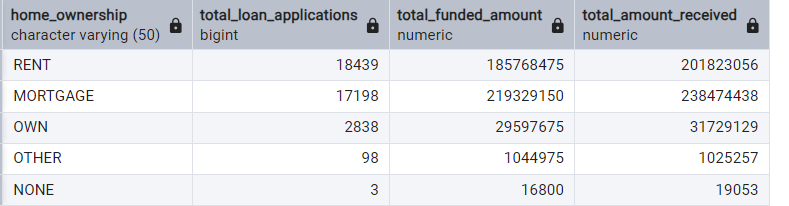 home_ownership total_loan_applications total_funded_amount total_amount_received
character varying (50) bigint numeric numeric
RENT 18439 185768475 201823056
MORTGAGE 17198 219329150 238474438
OWN 2838 29597675 31729129
OTHER 98 1044975 1025257
NONE 3 16800 19053